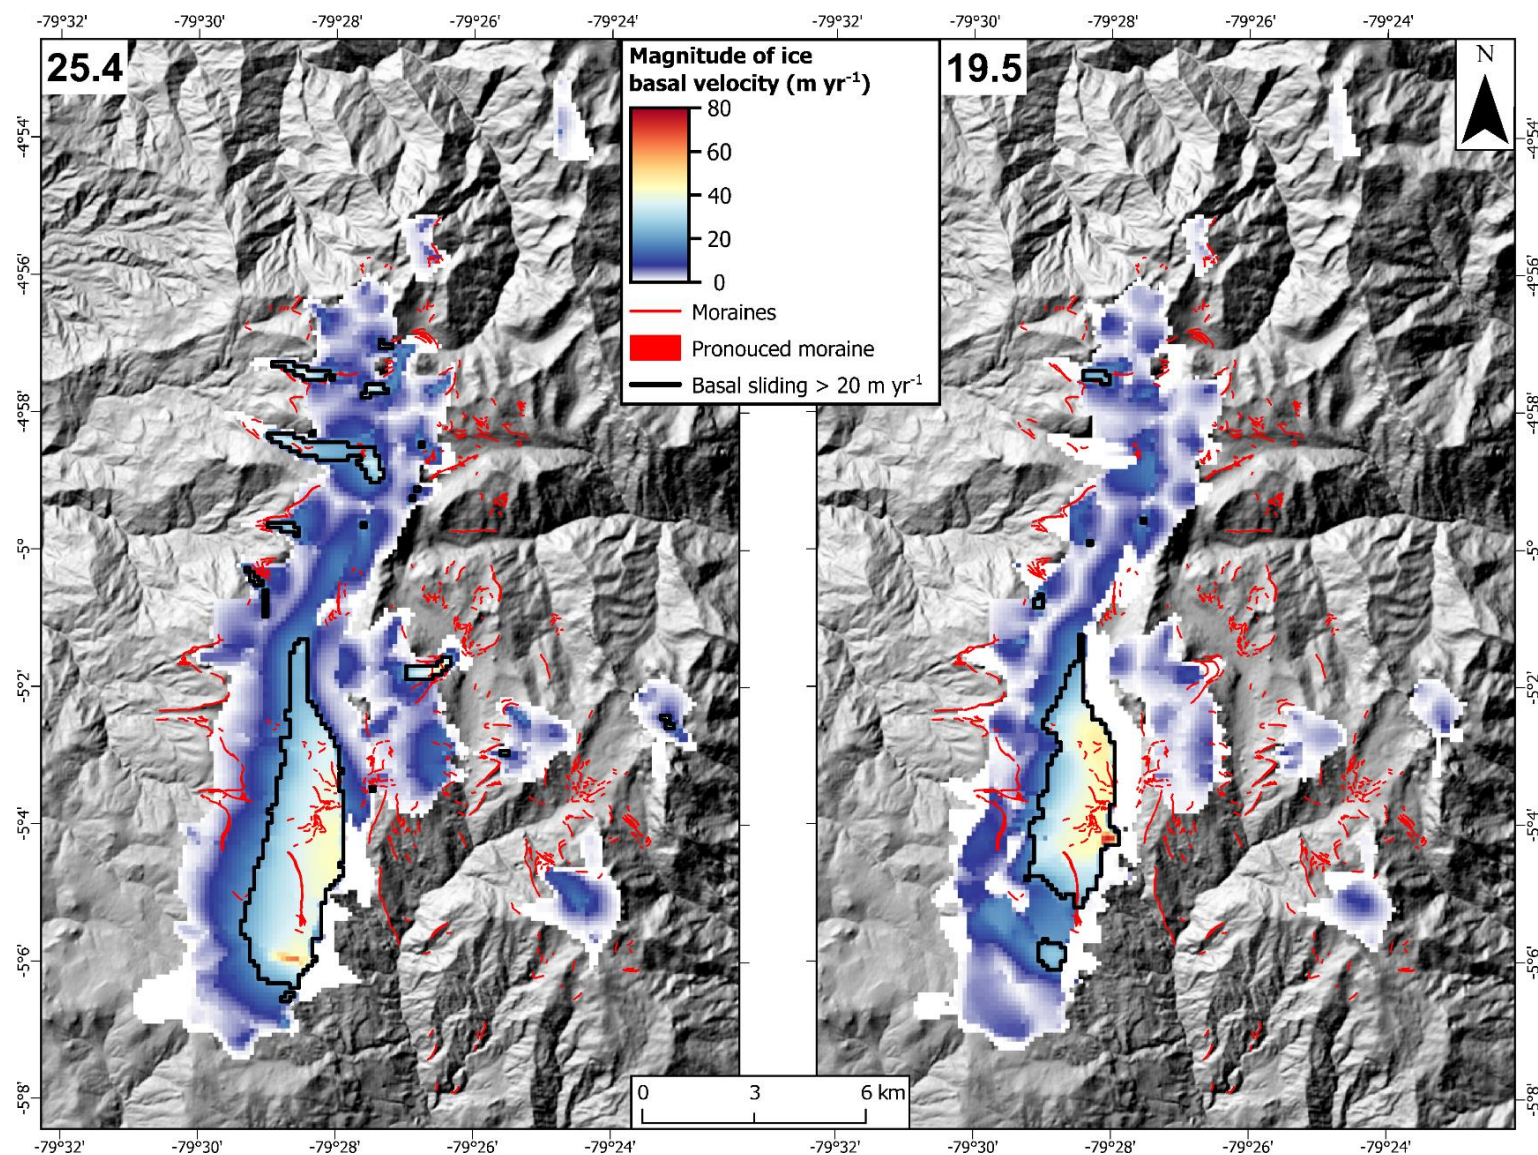 -79°32' -79°30' -79°28' -79°26' -79°24' -79°32' -79°30' -79°28' -79°26' -79°24'
25.4
19.5
N
Magnitude of ice
basal velocity (m yr⁻¹)
80
60
40
20
0
Moraines
Pronouced moraine
Basal sliding > 20 m yr⁻¹
-4°54'
-4°56'
-4°58'
-5°
-5°2'
-5°4'
-5°6'
-5°8'
-4°54'
-4°56'
-4°58'
-5°
-5°2'
-5°4'
-5°6'
-5°8'
0 3 6 km
-79°32' -79°30' -79°28' -79°26' -79°24' -79°32' -79°30' -79°28' -79°26' -79°24'